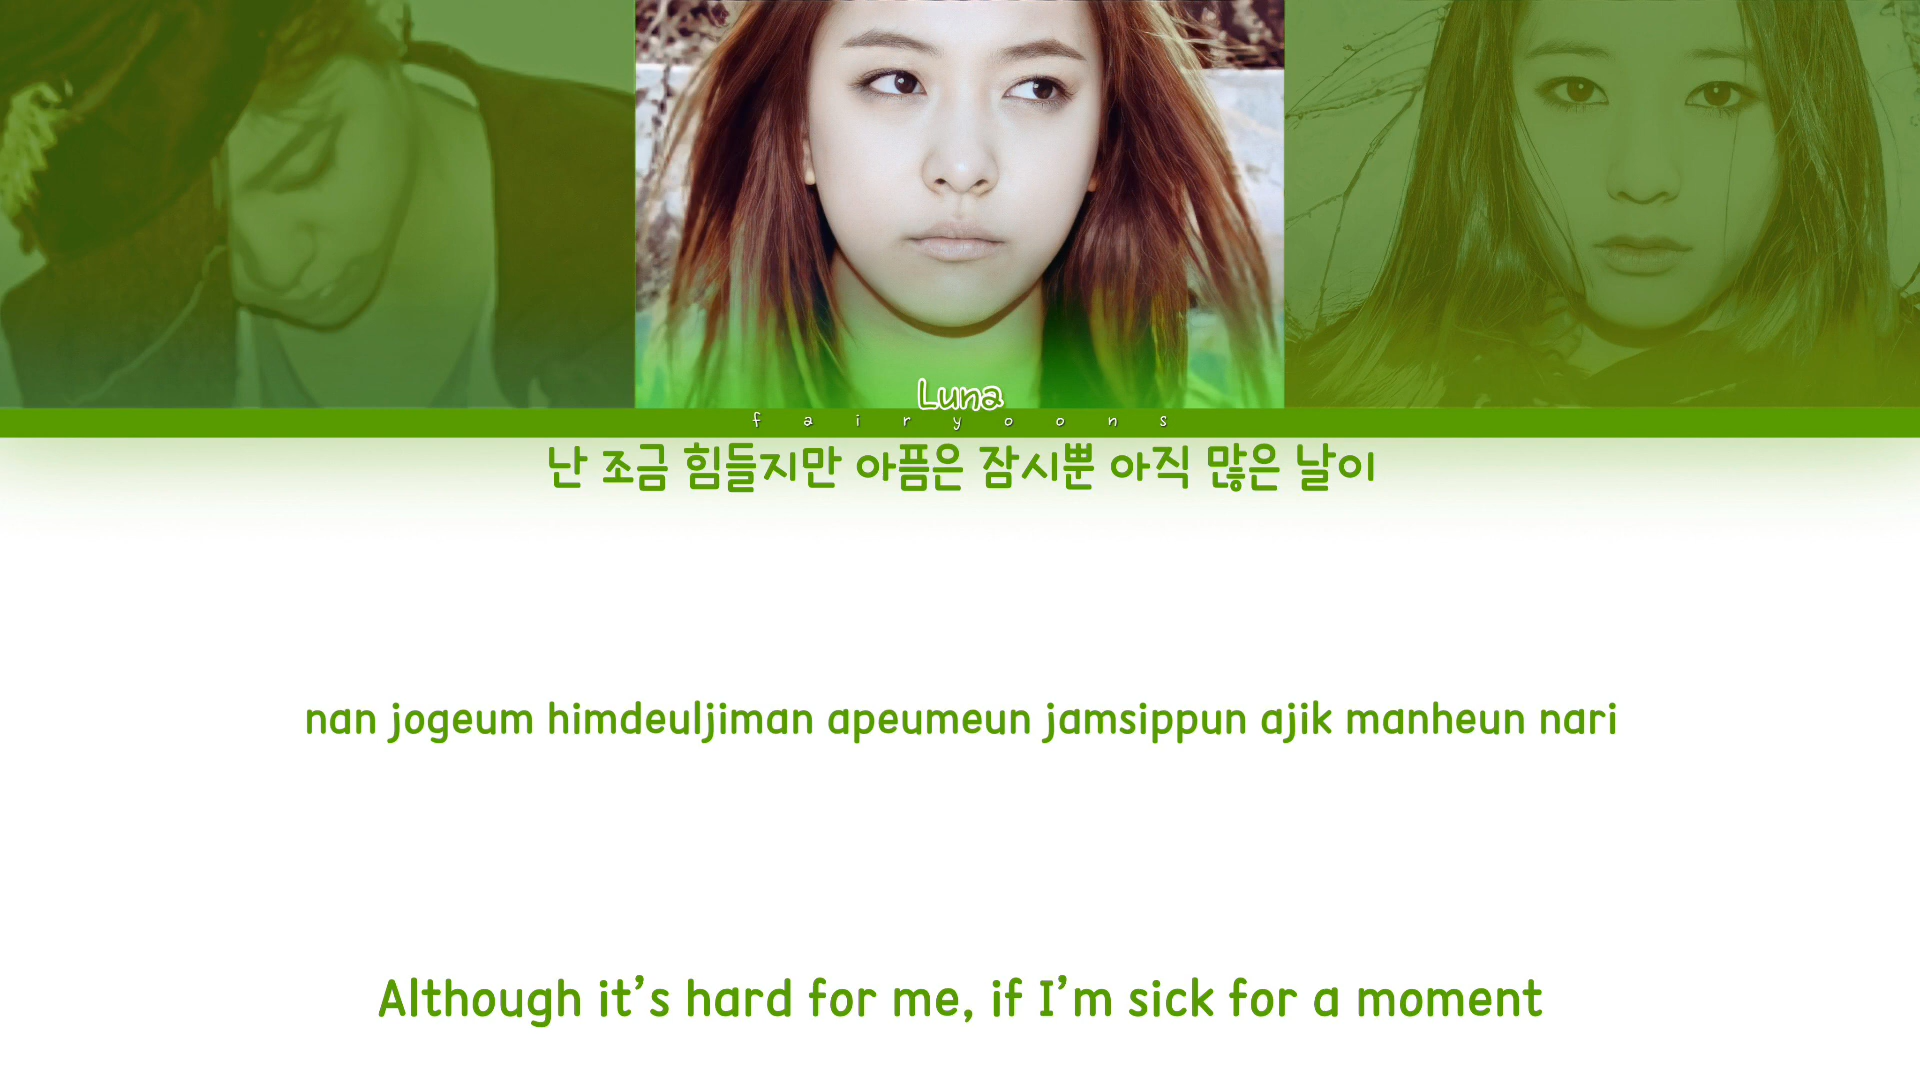 Luna
fairyoons
난 조금 힘들지만 아픔은 잠시뿐 아직 많은 날이
nan jogeum himdeuljiman apeumeun jamsippun ajik manheun nari
Although it’s hard for me, if I’m sick for a moment